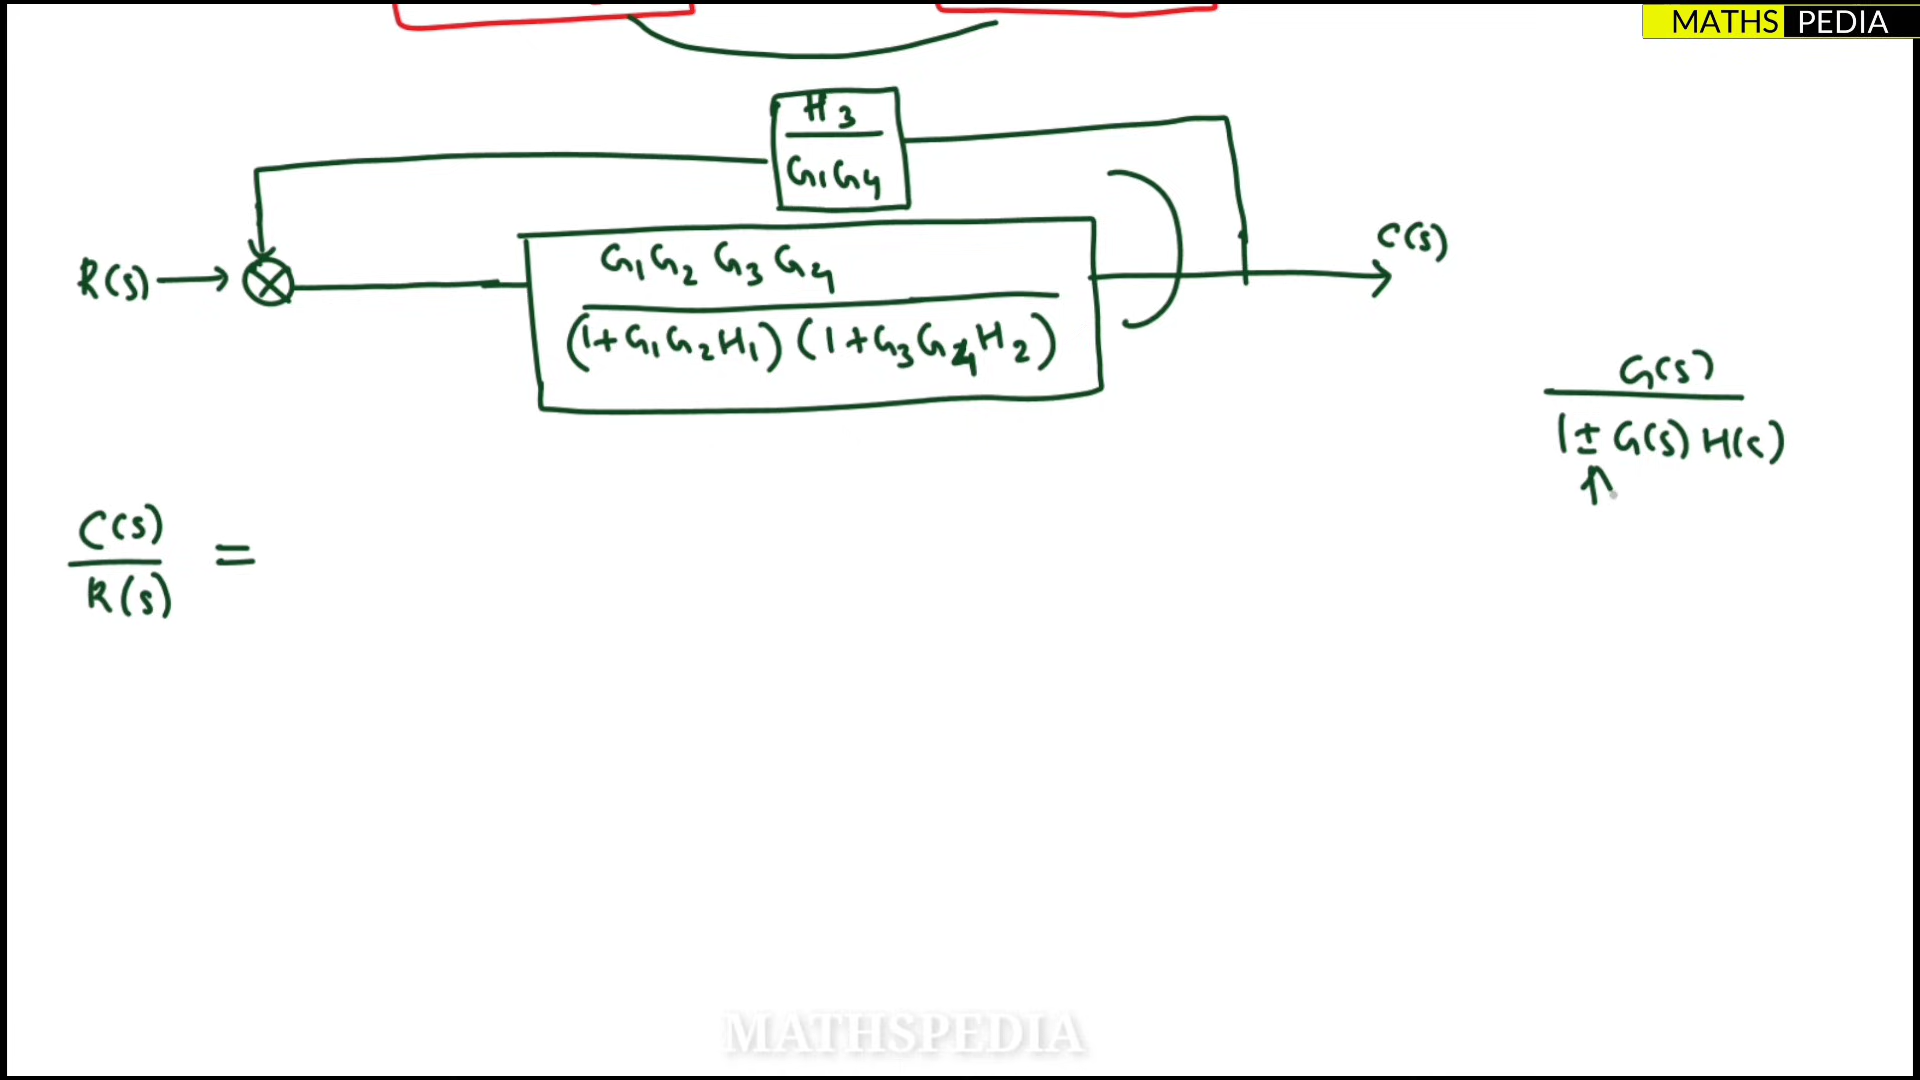 MATHS PEDIA
H3
G1G4
R(s)
G1G2 G3G4
(1+G1G2H1) (1+G3G4H2)
C(s)
G(s)
1± G(s) H(s)
C(s)
R(s)
=
MATHSPEDIA